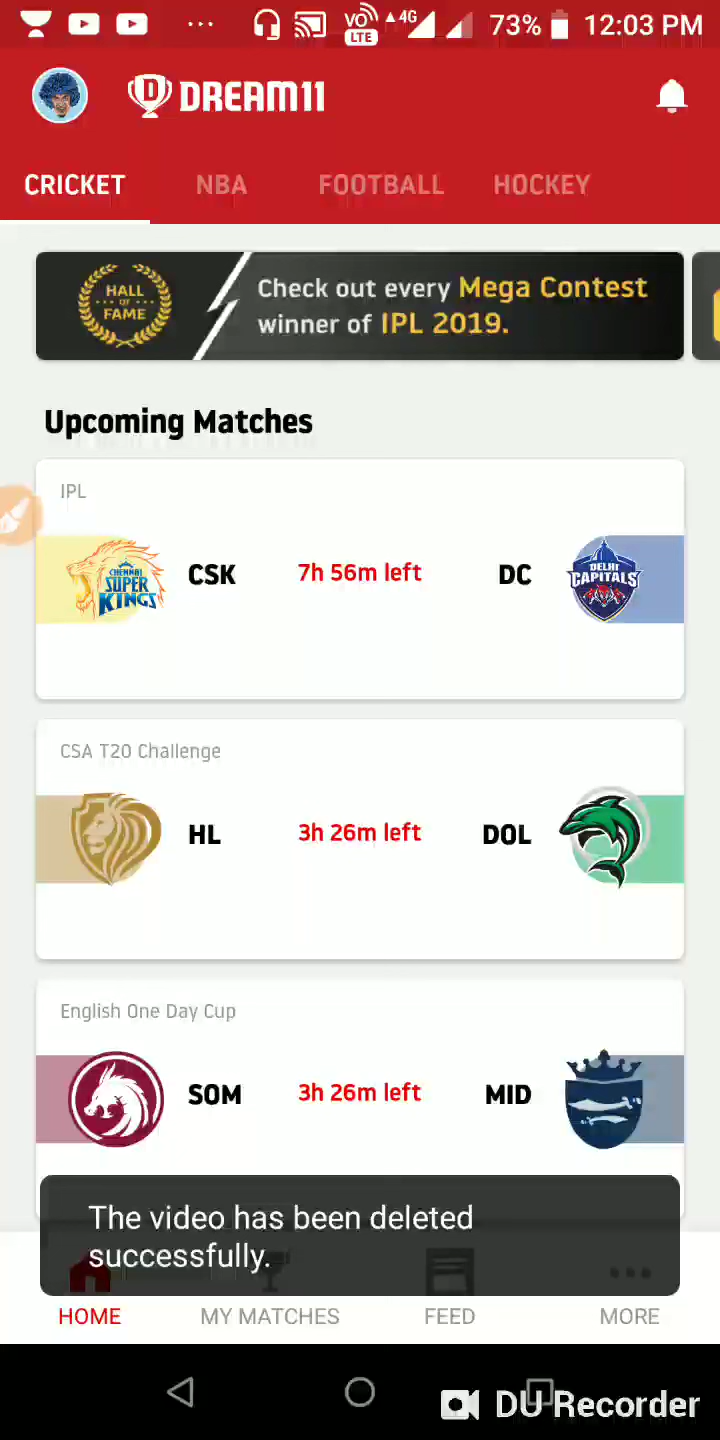 VO LTE 4G 73% 12:03 PM
D DREAM11
CRICKET NBA FOOTBALL HOCKEY
HALL OF FAME
Check out every Mega Contest
winner of IPL 2019.
Upcoming Matches
IPL
CHENNAI SUPER KINGS CSK 7h 56m left DC DELHI CAPITALS
CSA T20 Challenge
HL 3h 26m left DOL
English One Day Cup
SOM 3h 26m left MID
The video has been deleted
successfully.
HOME MY MATCHES FEED MORE
DU Recorder